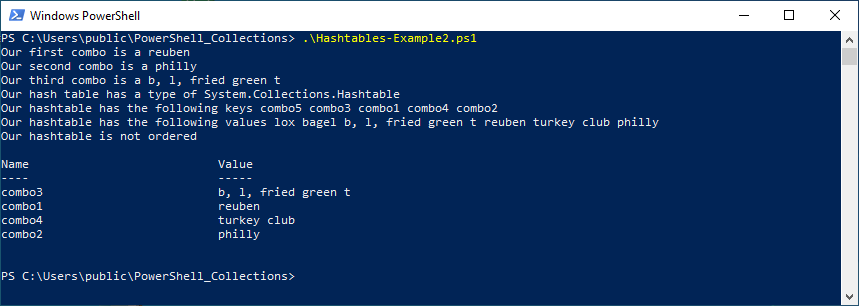 Windows PowerShell
PS C:\Users\public\PowerShell_Collections> .\Hashtables-Example2.ps1
Our first combo is a reuben
Our second combo is a philly
Our third combo is a b, l, fried green t
Our hash table has a type of System.Collections.Hashtable
Our hashtable has the following keys combo5 combo3 combo1 combo4 combo2
Our hashtable has the following values lox bagel b, l, fried green t reuben turkey club philly
Our hashtable is not ordered
Name Value
---- -----
combo3 b, l, fried green t
combo1 reuben
combo4 turkey club
combo2 philly
PS C:\Users\public\PowerShell_Collections>